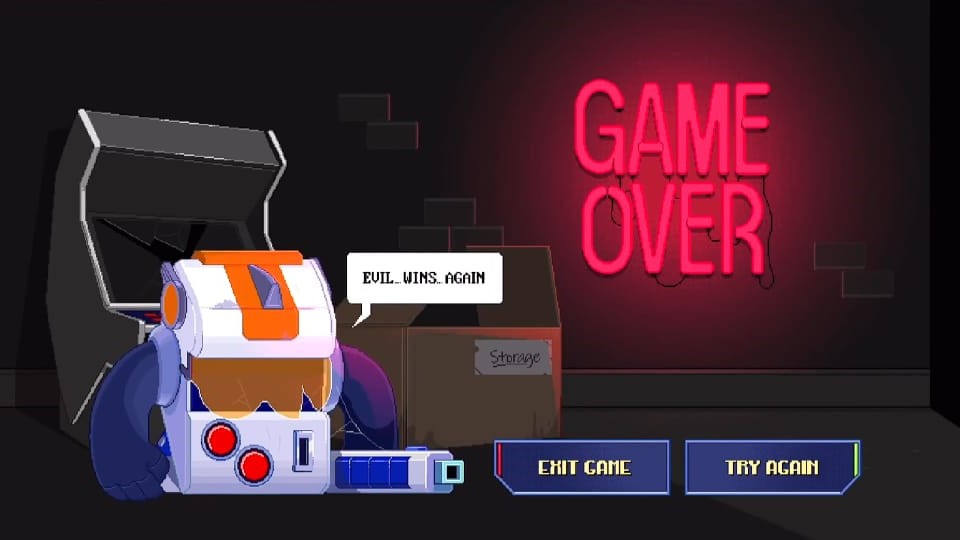 GAME
OVER
EVIL...WINS...AGAIN
Storage
EXIT GAME
TRY AGAIN